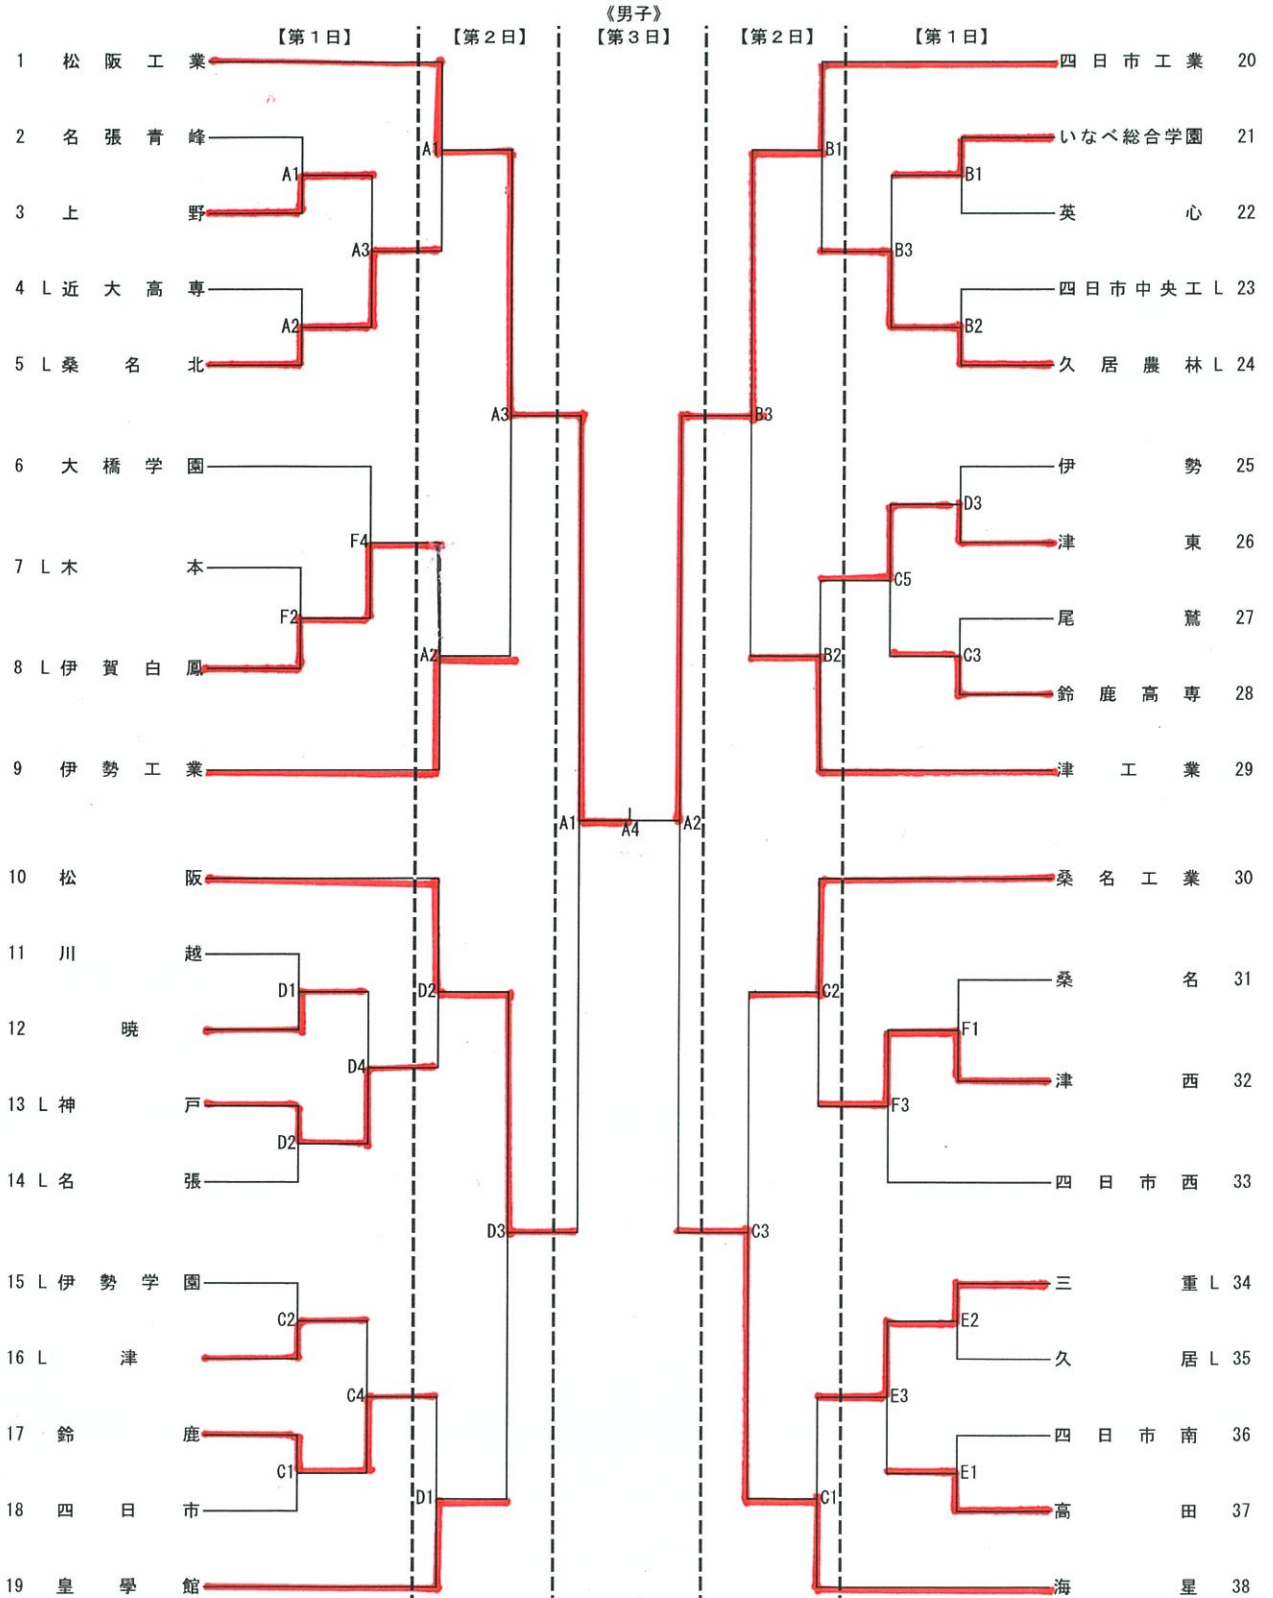 《男子》
【第１日】 【第２日】 【第３日】 【第２日】 【第１日】
1 松阪工業 四日市工業 20
2 名張青峰 いなべ総合学園 21
A1 B1
A1 B1
3 上野 英心 22
A3 B3
4 L 近大高専 四日市中央工 L 23
A2 B2
5 L 桑名北 久居農林 L 24
A3 B3
6 大橋学園 伊勢 25
D3
F4 津東 26
7 L 木本 C5
F2 尾鷲 27
8 L 伊賀白鳳 A2 B2 C3
鈴鹿高専 28
9 伊勢工業 津工業 29
A1 A4 A2
10 松阪 桑名工業 30
11 川越 桑名 31
D1 D2 C2
12 暁 F1
D4 津西 32
13 L 神戸 F3
D2
14 L 名張 四日市西 33
D3 C3
15 L 伊勢学園 三重 L 34
C2 E2
16 L 津 久居 L 35
C4 E3
17 鈴鹿 四日市南 36
C1 E1
18 四日市 D1 C1 高田 37
19 皇學館 海星 38